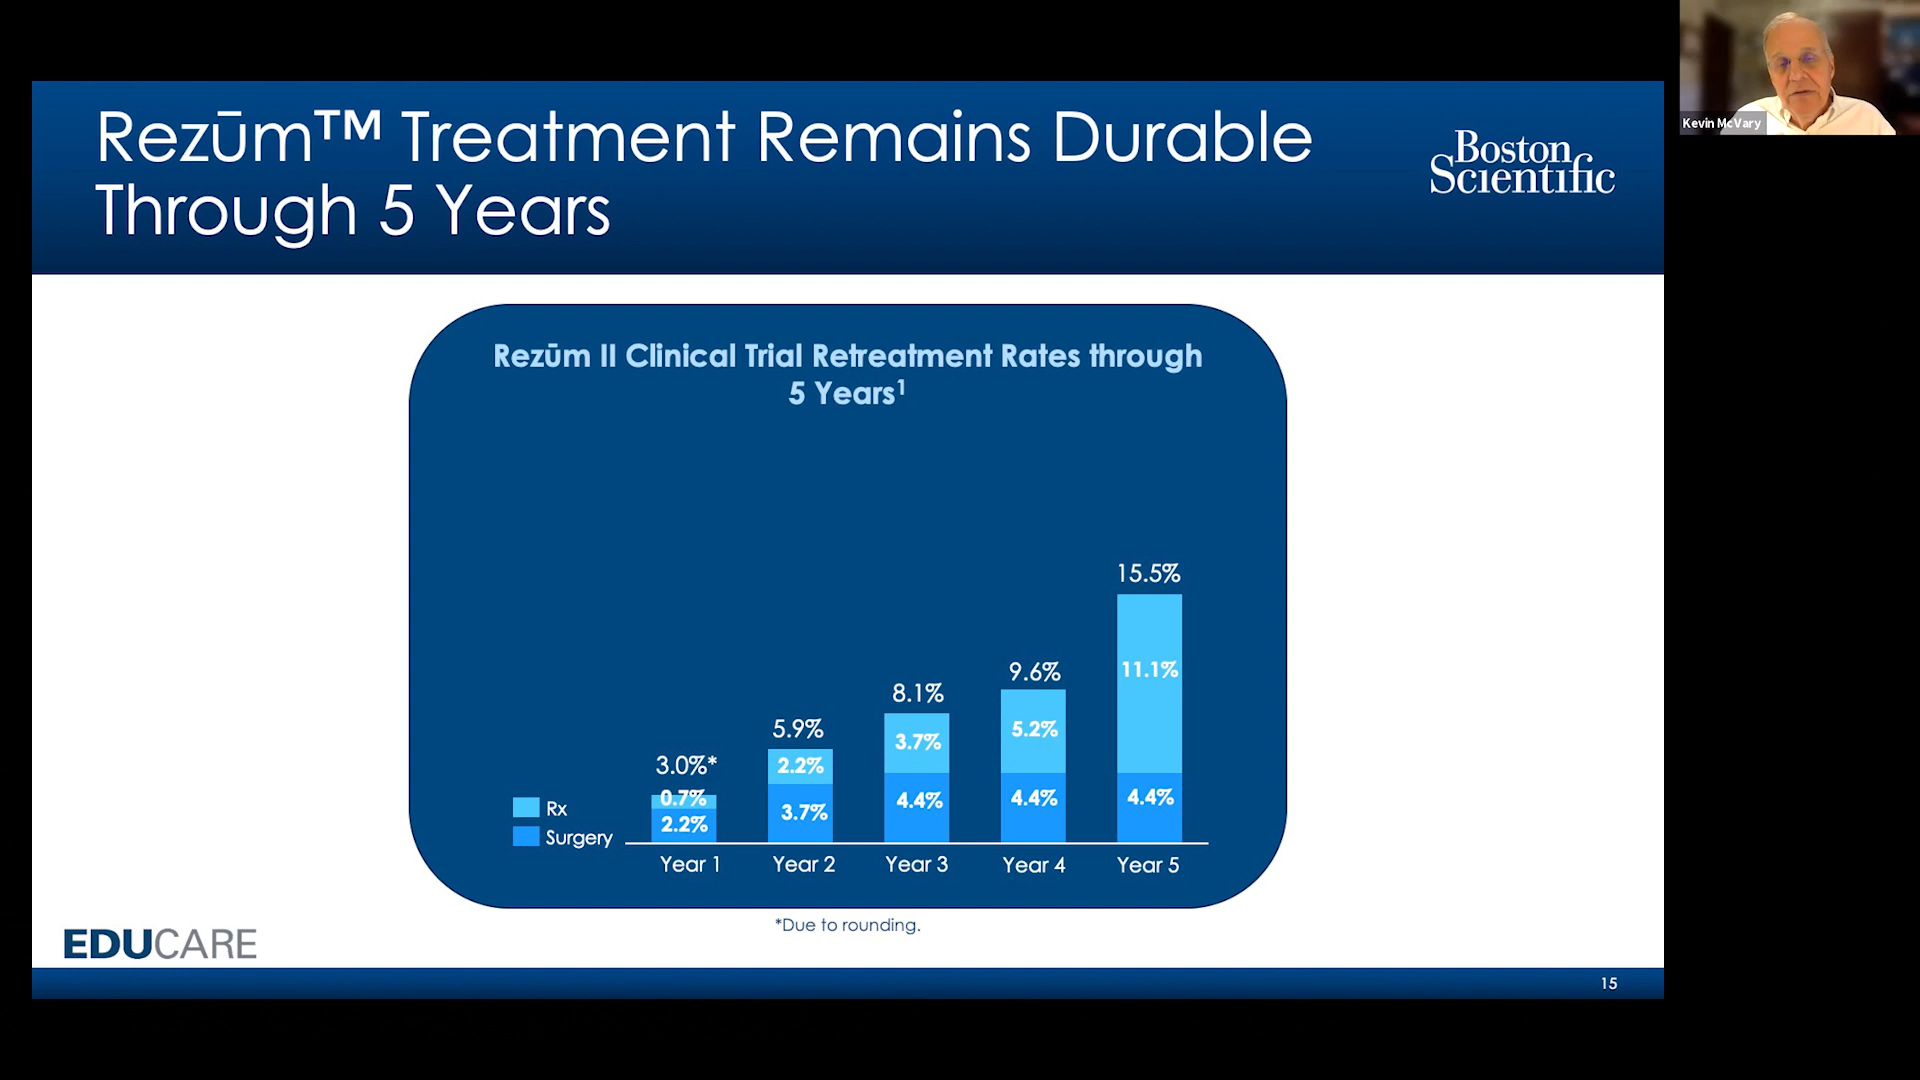 Rezūm™ Treatment Remains Durable
Through 5 Years
Boston
Scientific
Kevin McVary
Rezūm II Clinical Trial Retreatment Rates through
5 Years¹
15.5%
11.1%
4.4%
9.6%
5.2%
4.4%
8.1%
3.7%
4.4%
5.9%
2.2%
3.7%
3.0%*
0.7%
2.2%
Rx
Surgery
Year 1
Year 2
Year 3
Year 4
Year 5
*Due to rounding.
EDUCARE
15